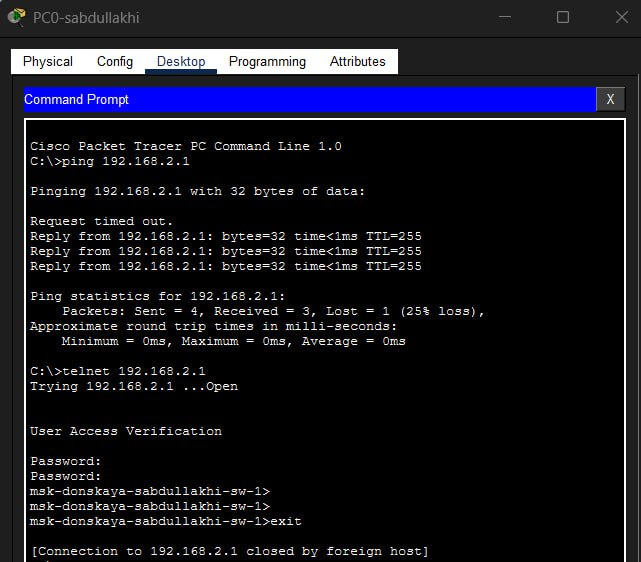 PC0-sabdullakhi
Physical Config Desktop Programming Attributes
Command Prompt X
Cisco Packet Tracer PC Command Line 1.0
C:\>ping 192.168.2.1
Pinging 192.168.2.1 with 32 bytes of data:
Request timed out.
Reply from 192.168.2.1: bytes=32 time<1ms TTL=255
Reply from 192.168.2.1: bytes=32 time<1ms TTL=255
Reply from 192.168.2.1: bytes=32 time<1ms TTL=255
Ping statistics for 192.168.2.1:
    Packets: Sent = 4, Received = 3, Lost = 1 (25% loss),
Approximate round trip times in milli-seconds:
    Minimum = 0ms, Maximum = 0ms, Average = 0ms
C:\>telnet 192.168.2.1
Trying 192.168.2.1 ...Open
User Access Verification
Password:
Password:
msk-donskaya-sabdullakhi-sw-1>
msk-donskaya-sabdullakhi-sw-1>
msk-donskaya-sabdullakhi-sw-1>exit
[Connection to 192.168.2.1 closed by foreign host]